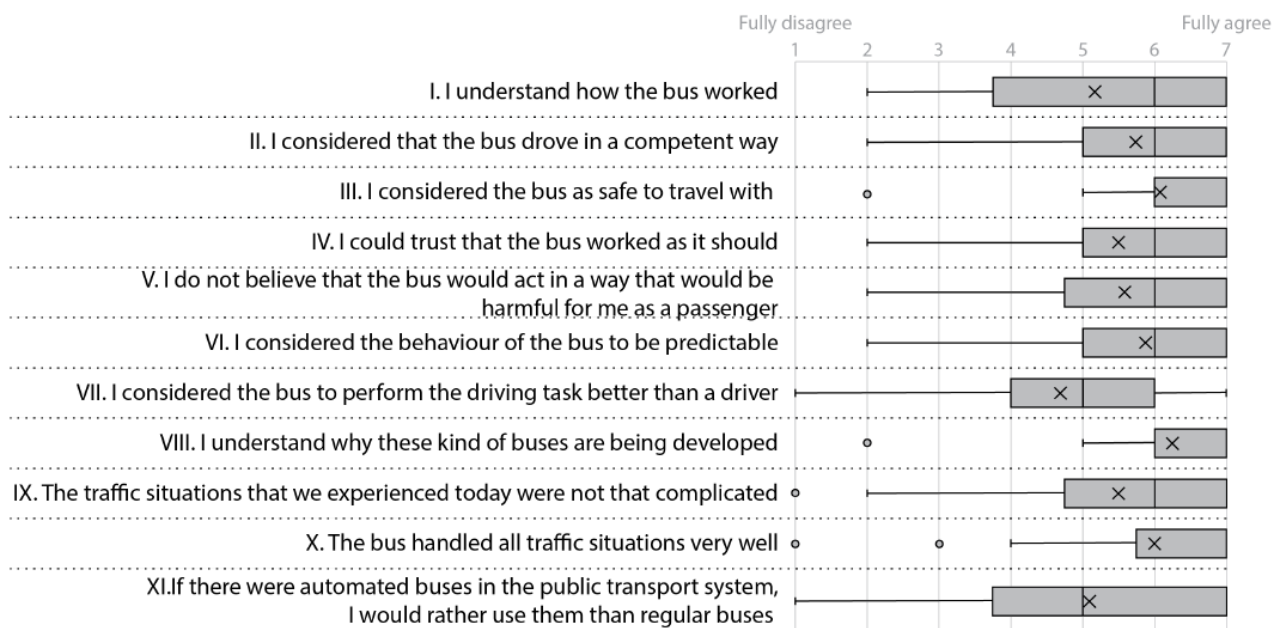 Fully disagree Fully agree
1 2 3 4 5 6 7
I. I understand how the bus worked
II. I considered that the bus drove in a competent way
III. I considered the bus as safe to travel with
IV. I could trust that the bus worked as it should
V. I do not believe that the bus would act in a way that would be
harmful for me as a passenger
VI. I considered the behaviour of the bus to be predictable
VII. I considered the bus to perform the driving task better than a driver
VIII. I understand why these kind of buses are being developed
IX. The traffic situations that we experienced today were not that complicated
X. The bus handled all traffic situations very well
XI.If there were automated buses in the public transport system,
I would rather use them than regular buses